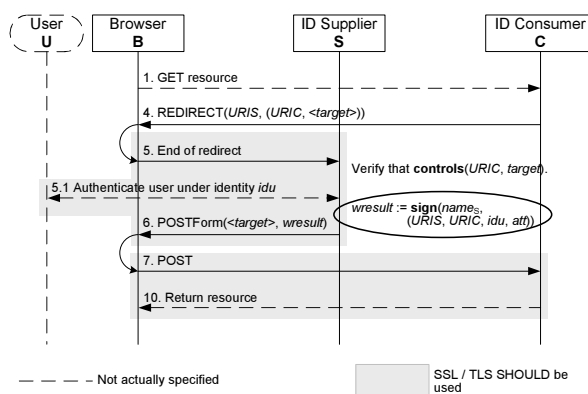 User
U
Browser
B
ID Supplier
S
ID Consumer
C
1. GET resource
4. REDIRECT(URIS, (URIC, <target>))
5. End of redirect
Verify that controls(URIC, target).
5.1 Authenticate user under identity idu
wresult := sign(nameS,
(URIS, URIC, idu, att))
6. POSTForm(<target>, wresult)
7. POST
10. Return resource
Not actually specified
SSL / TLS SHOULD be
used